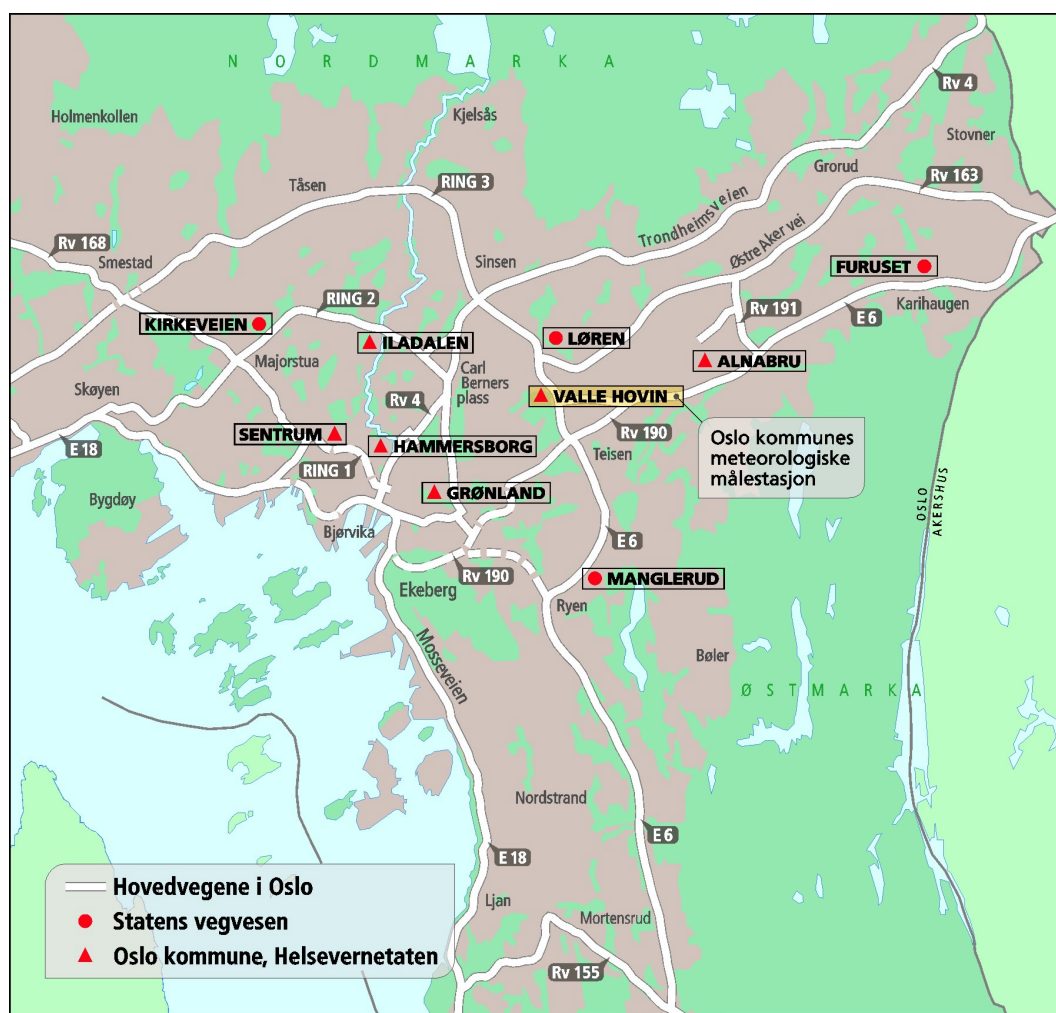 NORDMARKA
Rv 4
Holmenkollen
Kjelsås
Stovner
Grorud
Tåsen
RING 3
Rv 163
Trondheimsveien
Rv 168
Smestad
Sinsen
Østre Aker vei
FURUSET
RING 2
Rv 191
Karihaugen
KIRKEVEIEN
E 6
ILADALEN
LØREN
Majorstua
ALNABRU
Carl
Berners
plass
Skøyen
VALLE HOVIN
Rv 4
Rv 190
SENTRUM
HAMMERSBORG
Oslo kommunes
meteorologiske
målestasjon
E 18
RING 1
Teisen
Bygdøy
GRØNLAND
OSLO
AKERSHUS
Bjørvika
E 6
Rv 190
MANGLERUD
Ekeberg
Ryen
Mosseveien
Bøler
ØSTMARKA
Nordstrand
E 6
E 18
Hovedvegene i Oslo
Statens vegvesen
Oslo kommune, Helsevernetaten
Ljan
Mortensrud
Rv 155